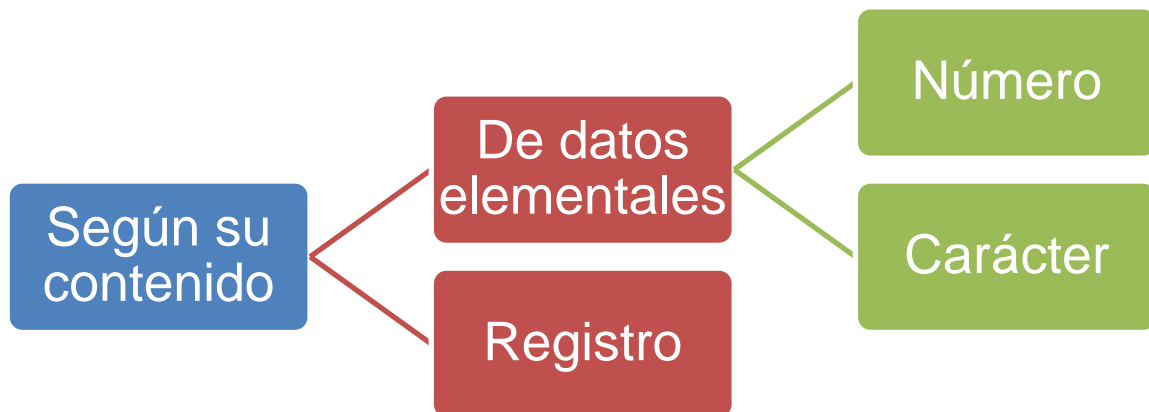 Según su
contenido
De datos
elementales
Registro
Número
Carácter